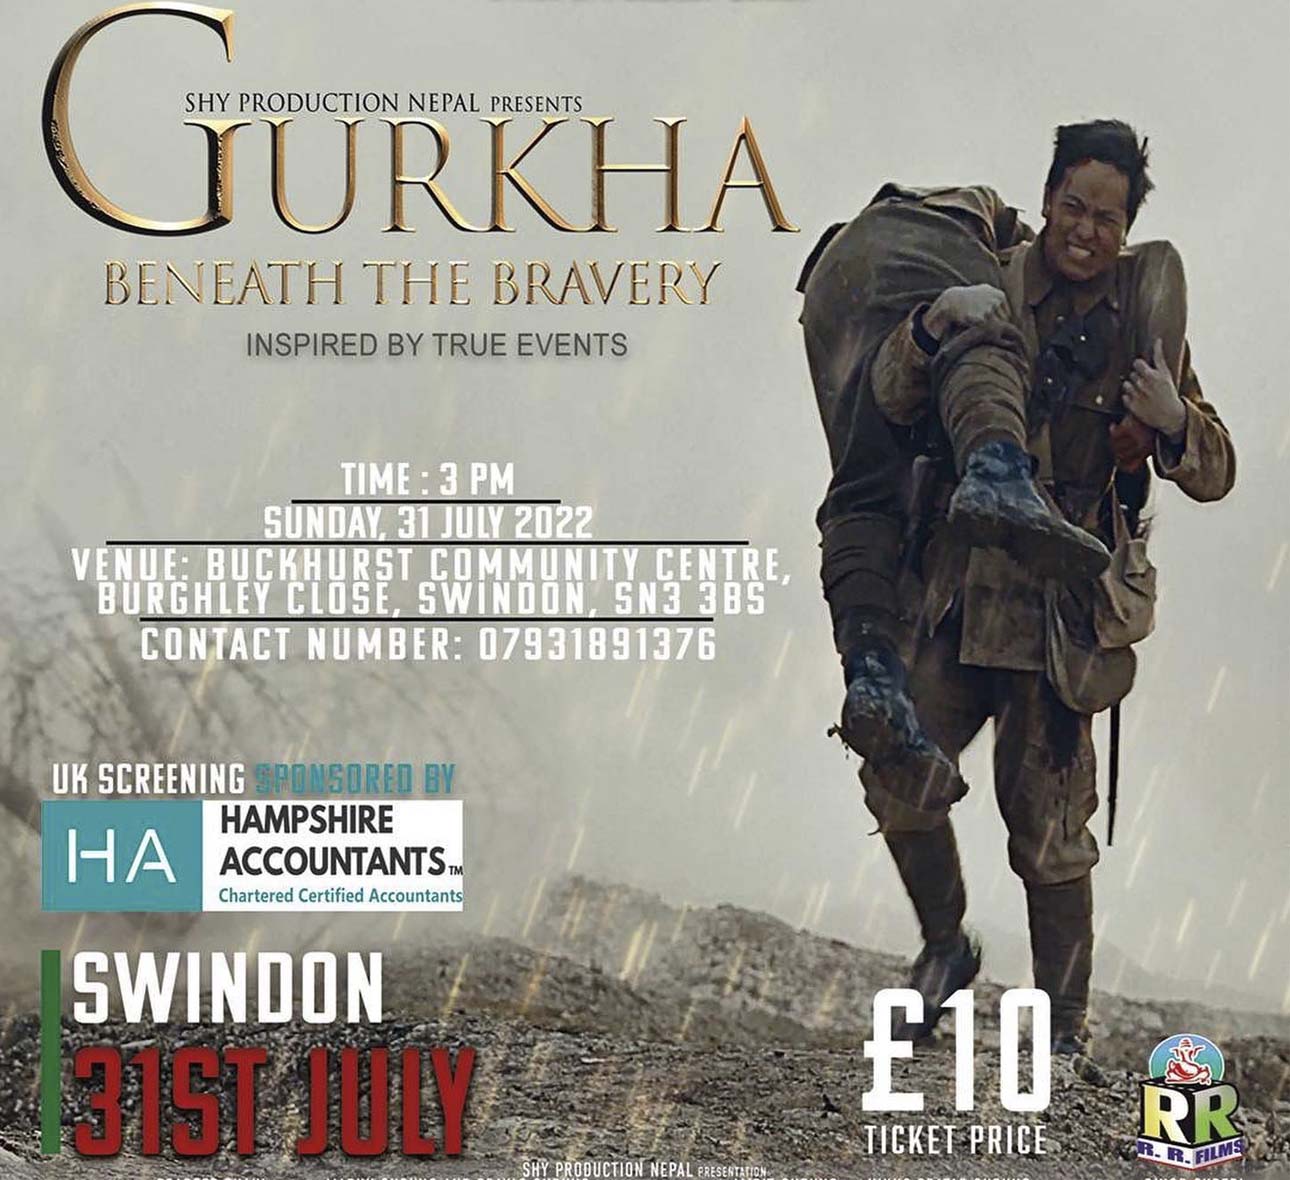 SHY PRODUCTION NEPAL PRESENTS
GURKHA
BENEATH THE BRAVERY
INSPIRED BY TRUE EVENTS
TIME : 3 PM
SUNDAY, 31 JULY 2022
VENUE: BUCKHURST COMMUNITY CENTRE,
BURGHLEY CLOSE, SWINDON, SN3 3BS
CONTACT NUMBER: 07931891376
UK SCREENING SPONSORED BY
HA
HAMPSHIRE
ACCOUNTANTS™
Chartered Certified Accountants
SWINDON
31ST JULY
£10
TICKET PRICE
RR
R. R. FILMS
SHY PRODUCTION NEPAL PRESENTATION